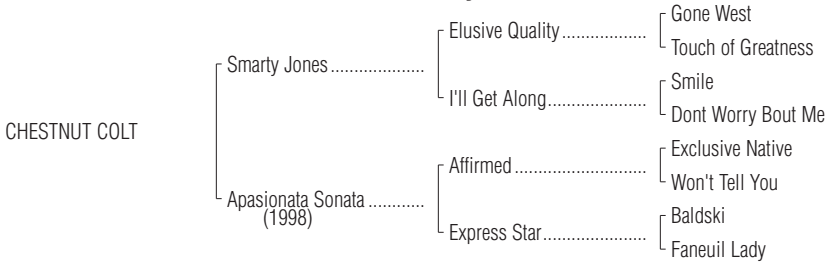 Gone West
Elusive Quality....................
Touch of Greatness
Smarty Jones.....................
Smile
I'll Get Along.......................
Dont Worry Bout Me
CHESTNUT COLT
Exclusive Native
Affirmed ............................
Won't Tell You
Apasionata Sonata ............
(1998)
Baldski
Express Star.......................
Faneuil Lady